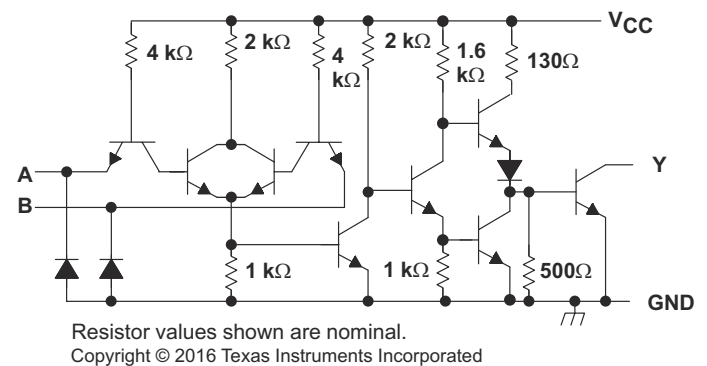 V_CC
4 kΩ
2 kΩ
4 kΩ
2 kΩ
1.6 kΩ
130Ω
A
B
Y
1 kΩ
1 kΩ
500Ω
GND
Resistor values shown are nominal.
Copyright © 2016 Texas Instruments Incorporated